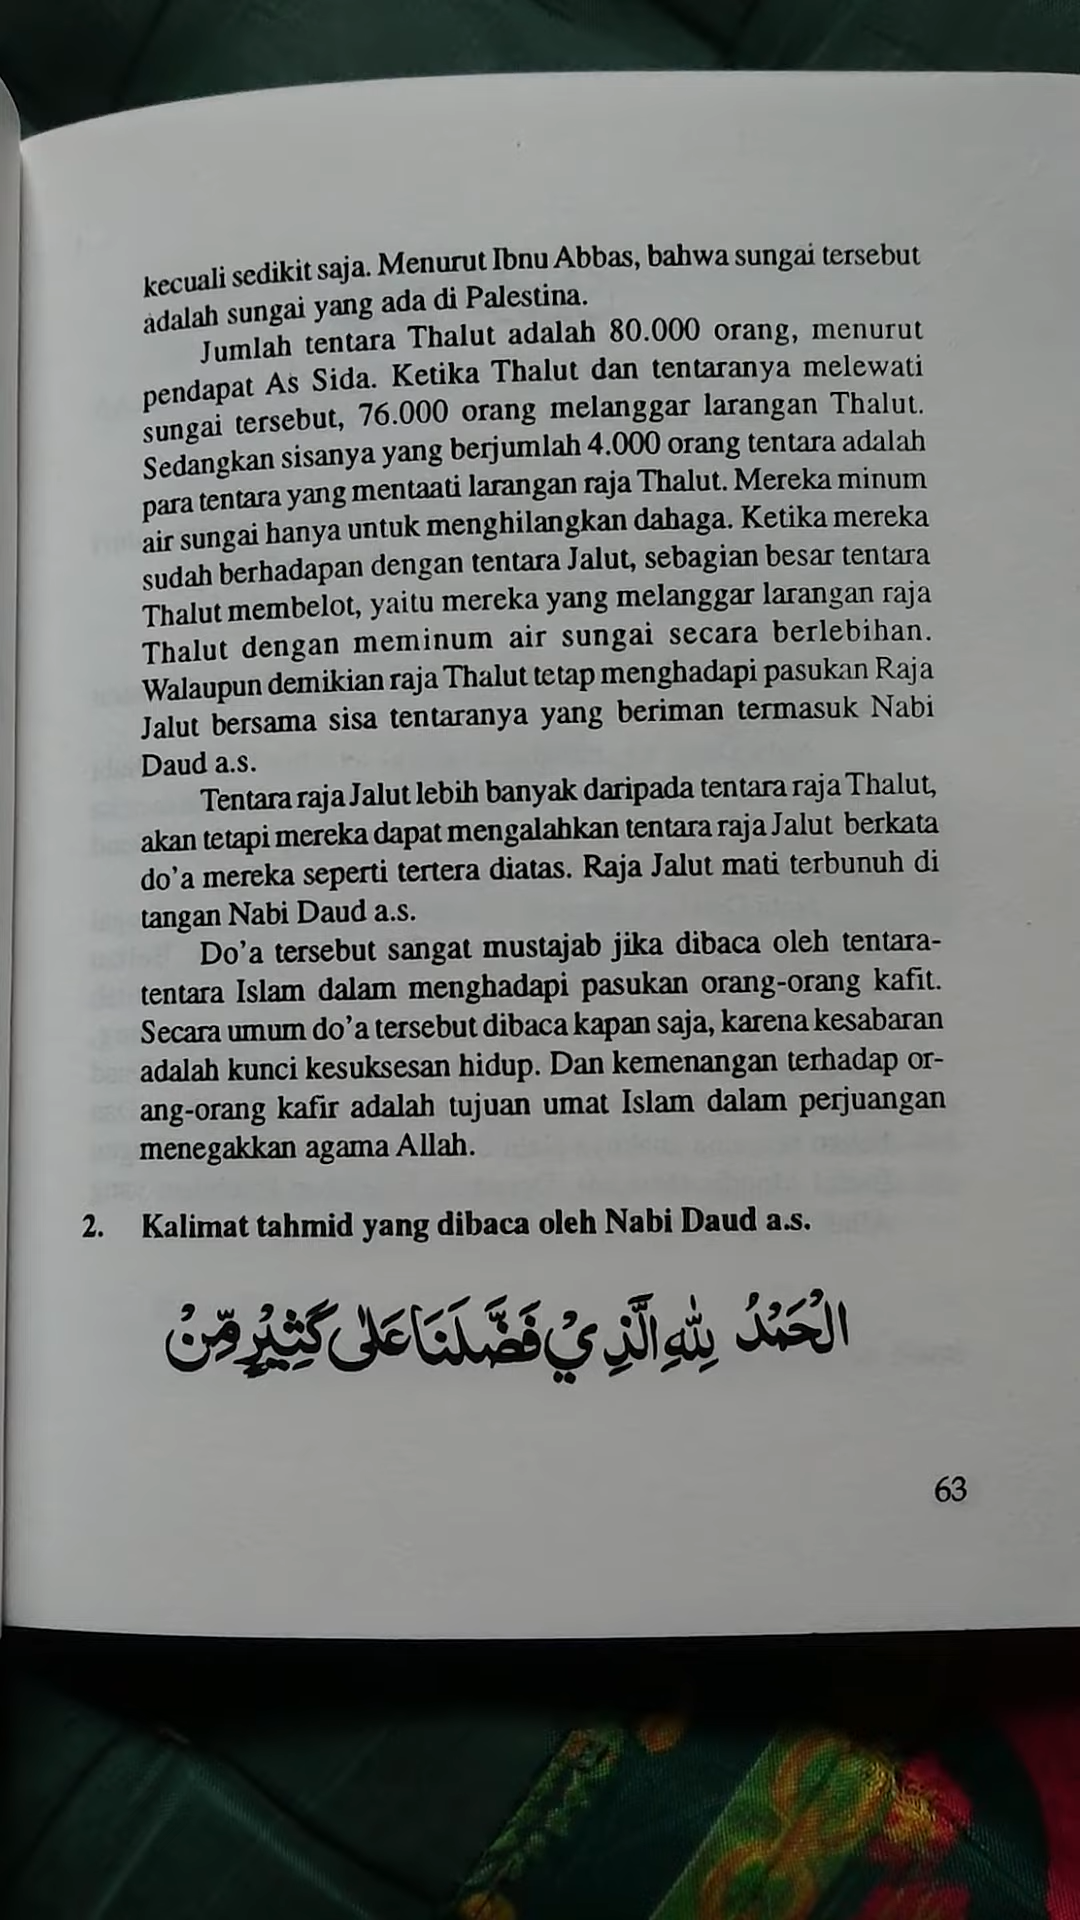 kecuali sedikit saja. Menurut Ibnu Abbas, bahwa sungai tersebut
adalah sungai yang ada di Palestina.
Jumlah tentara Thalut adalah 80.000 orang, menurut
pendapat As Sida. Ketika Thalut dan tentaranya melewati
sungai tersebut, 76.000 orang melanggar larangan Thalut.
Sedangkan sisanya yang berjumlah 4.000 orang tentara adalah
para tentara yang mentaati larangan raja Thalut. Mereka minum
air sungai hanya untuk menghilangkan dahaga. Ketika mereka
sudah berhadapan dengan tentara Jalut, sebagian besar tentara
Thalut membelot, yaitu mereka yang melanggar larangan raja
Thalut dengan meminum air sungai secara berlebihan.
Walaupun demikian raja Thalut tetap menghadapi pasukan Raja
Jalut bersama sisa tentaranya yang beriman termasuk Nabi
Daud a.s.
Tentara raja Jalut lebih banyak daripada tentara raja Thalut,
akan tetapi mereka dapat mengalahkan tentara raja Jalut berkata
do'a mereka seperti tertera diatas. Raja Jalut mati terbunuh di
tangan Nabi Daud a.s.
Do'a tersebut sangat mustajab jika dibaca oleh tentara-
tentara Islam dalam menghadapi pasukan orang-orang kafit.
Secara umum do'a tersebut dibaca kapan saja, karena kesabaran
adalah kunci kesuksesan hidup. Dan kemenangan terhadap or-
ang-orang kafir adalah tujuan umat Islam dalam perjuangan
menegakkan agama Allah.
2. Kalimat tahmid yang dibaca oleh Nabi Daud a.s.
الْحَمْدُ لِلّٰهِ الَّذِيْ فَضَّلَنَا عَلٰى كَثِيْرٍ مِّنْ
63